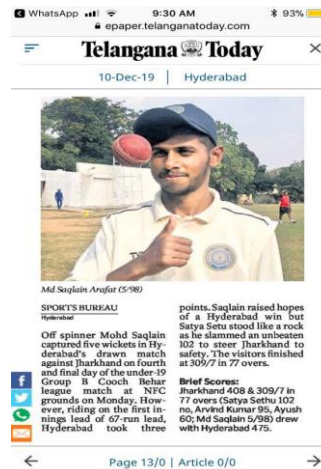 WhatsApp
9:30 AM
93%
epaper.telanganatoday.com
Telangana Today
10-Dec-19 | Hyderabad
Md Saqlain Arafat (5/98)
SPORTS BUREAU
Hyderabad
Off spinner Mohd Saqlain
captured five wickets in Hy-
derabad's drawn match
against Jharkhand on fourth
and final day of the under-19
Group B Cooch Behar
league match at NFC
grounds on Monday. How-
ever, riding on the first in-
nings lead of 67-run lead,
Hyderabad took three
points. Saqlain raised hopes
of a Hyderabad win but
Satya Setu stood like a rock
as he slammed an unbeaten
102 to steer Jharkhand to
safety. The visitors finished
at 309/7 in 77 overs.
Brief Scores:
Jharkhand 408 & 309/7 in
77 overs (Satya Sethu 102
no, Arvind Kumar 95, Ayush
60; Md Saqlain 5/98) drew
with Hyderabad 475.
Page 13/0 | Article 0/0